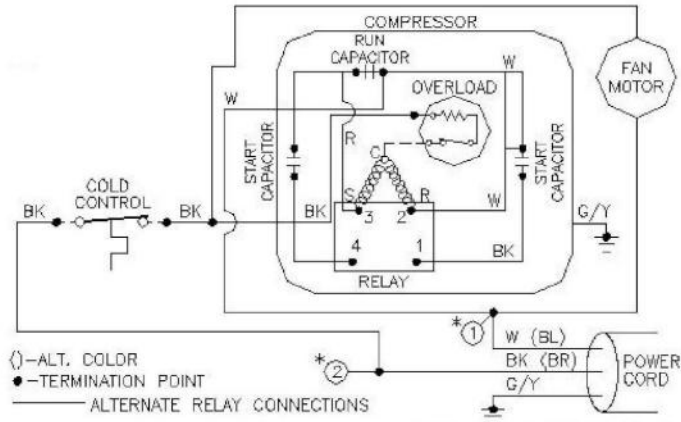 COMPRESSOR
RUN
CAPACITOR
W
W
OVERLOAD
FAN
MOTOR
R
START
CAPACITOR
C
START
CAPACITOR
COLD
CONTROL
BK
BK
BK
S
R
3
2
W
G/Y
4
1
BK
RELAY
*1
W (BL)
()-ALT. COLOR
*2
BK (BR)
POWER
CORD
-TERMINATION POINT
G/Y
ALTERNATE RELAY CONNECTIONS